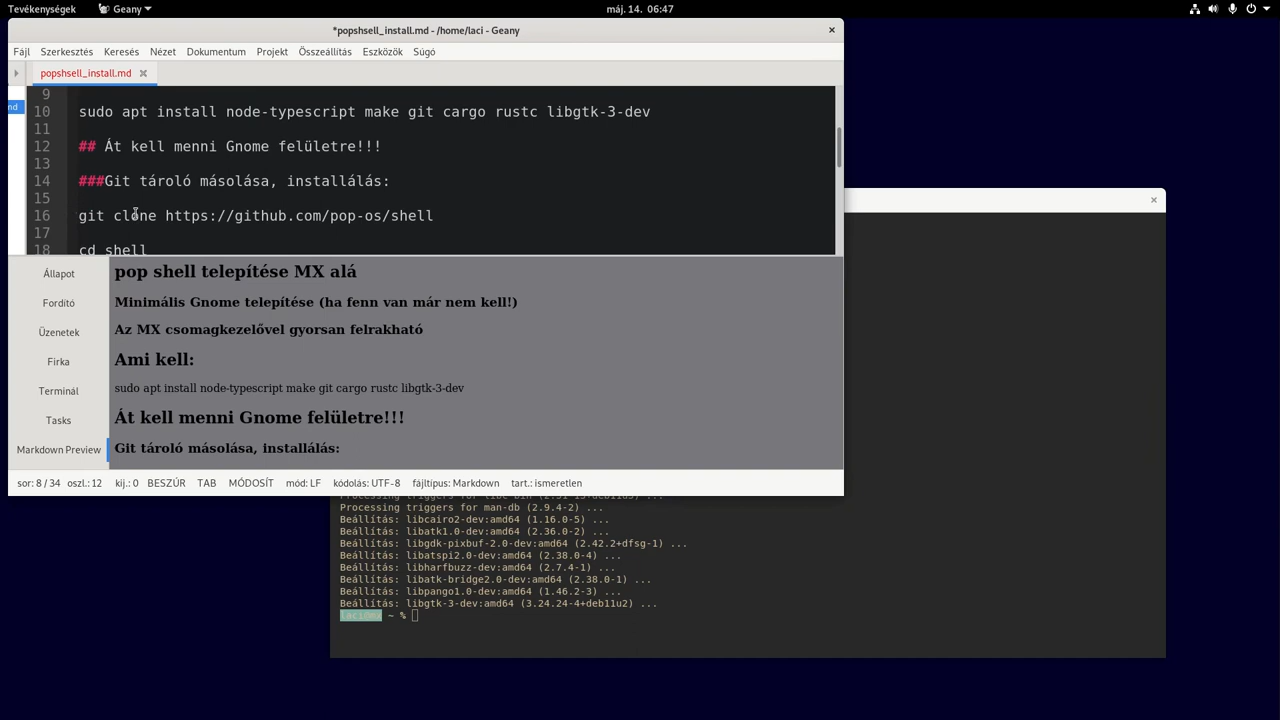 Tevékenységek
Geany
máj. 14. 06:47
*popshsell_install.md - /home/laci - Geany
×
Fájl Szerkesztés Keresés Nézet Dokumentum Projekt Összeállítás Eszközök Súgó
popshsell_install.md
nd
9
10 sudo apt install node-typescript make git cargo rustc libgtk-3-dev
11
12 ## Át kell menni Gnome felületre!!!
13
14 ###Git tároló másolása, installálás:
15
16 git clone https://github.com/pop-os/shell
17
18 cd shell
Állapot
Fordító
Üzenetek
Firka
Terminál
Tasks
Markdown Preview
pop shell telepítése MX alá
Minimális Gnome telepítése (ha fenn van már nem kell!)
Az MX csomagkezelővel gyorsan felrakható
Ami kell:
sudo apt install node-typescript make git cargo rustc libgtk-3-dev
Át kell menni Gnome felületre!!!
Git tároló másolása, installálás:
sor: 8 / 34 oszl.: 12 kij.: 0 BESZÚR TAB MÓDOSÍT mód: LF kódolás: UTF-8 fájltípus: Markdown tart.: ismeretlen
×
Processing triggers for man-db (2.9.4-2) ...
Beállítás: libcairo2-dev:amd64 (1.16.0-5) ...
Beállítás: libatk1.0-dev:amd64 (2.36.0-2) ...
Beállítás: libgdk-pixbuf-2.0-dev:amd64 (2.42.2+dfsg-1) ...
Beállítás: libatspi2.0-dev:amd64 (2.38.0-4) ...
Beállítás: libharfbuzz-dev:amd64 (2.7.4-1) ...
Beállítás: libatk-bridge2.0-dev:amd64 (2.38.0-1) ...
Beállítás: libpango1.0-dev:amd64 (1.46.2-3) ...
Beállítás: libgtk-3-dev:amd64 (3.24.24-4+deb11u2) ...
~ %